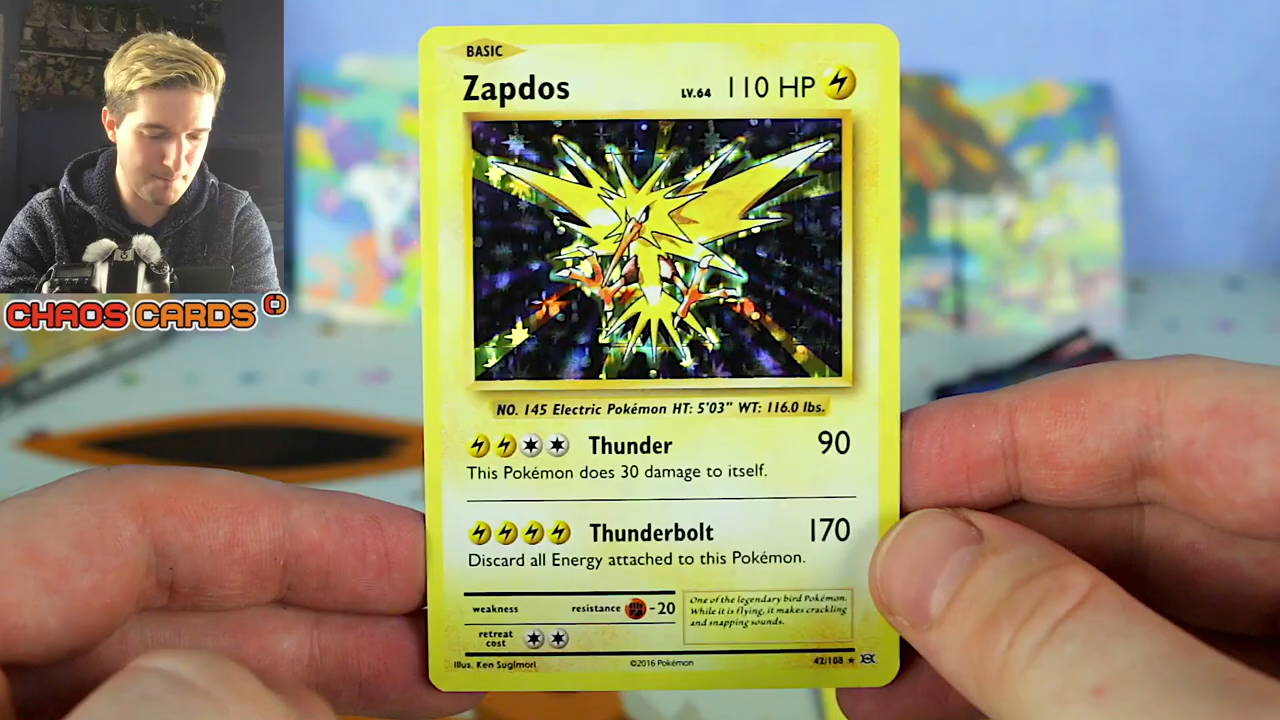 BASIC
Zapdos LV.64 110 HP
NO. 145 Electric Pokémon HT: 5'03" WT: 116.0 lbs.
Thunder 90
This Pokémon does 30 damage to itself.
Thunderbolt 170
Discard all Energy attached to this Pokémon.
weakness resistance -20
retreat cost
One of the legendary bird Pokémon.
While it is flying, it makes crackling
and snapping sounds.
Illus. Ken Sugimori ©2016 Pokémon 42/108 ★
CHAOS CARDS